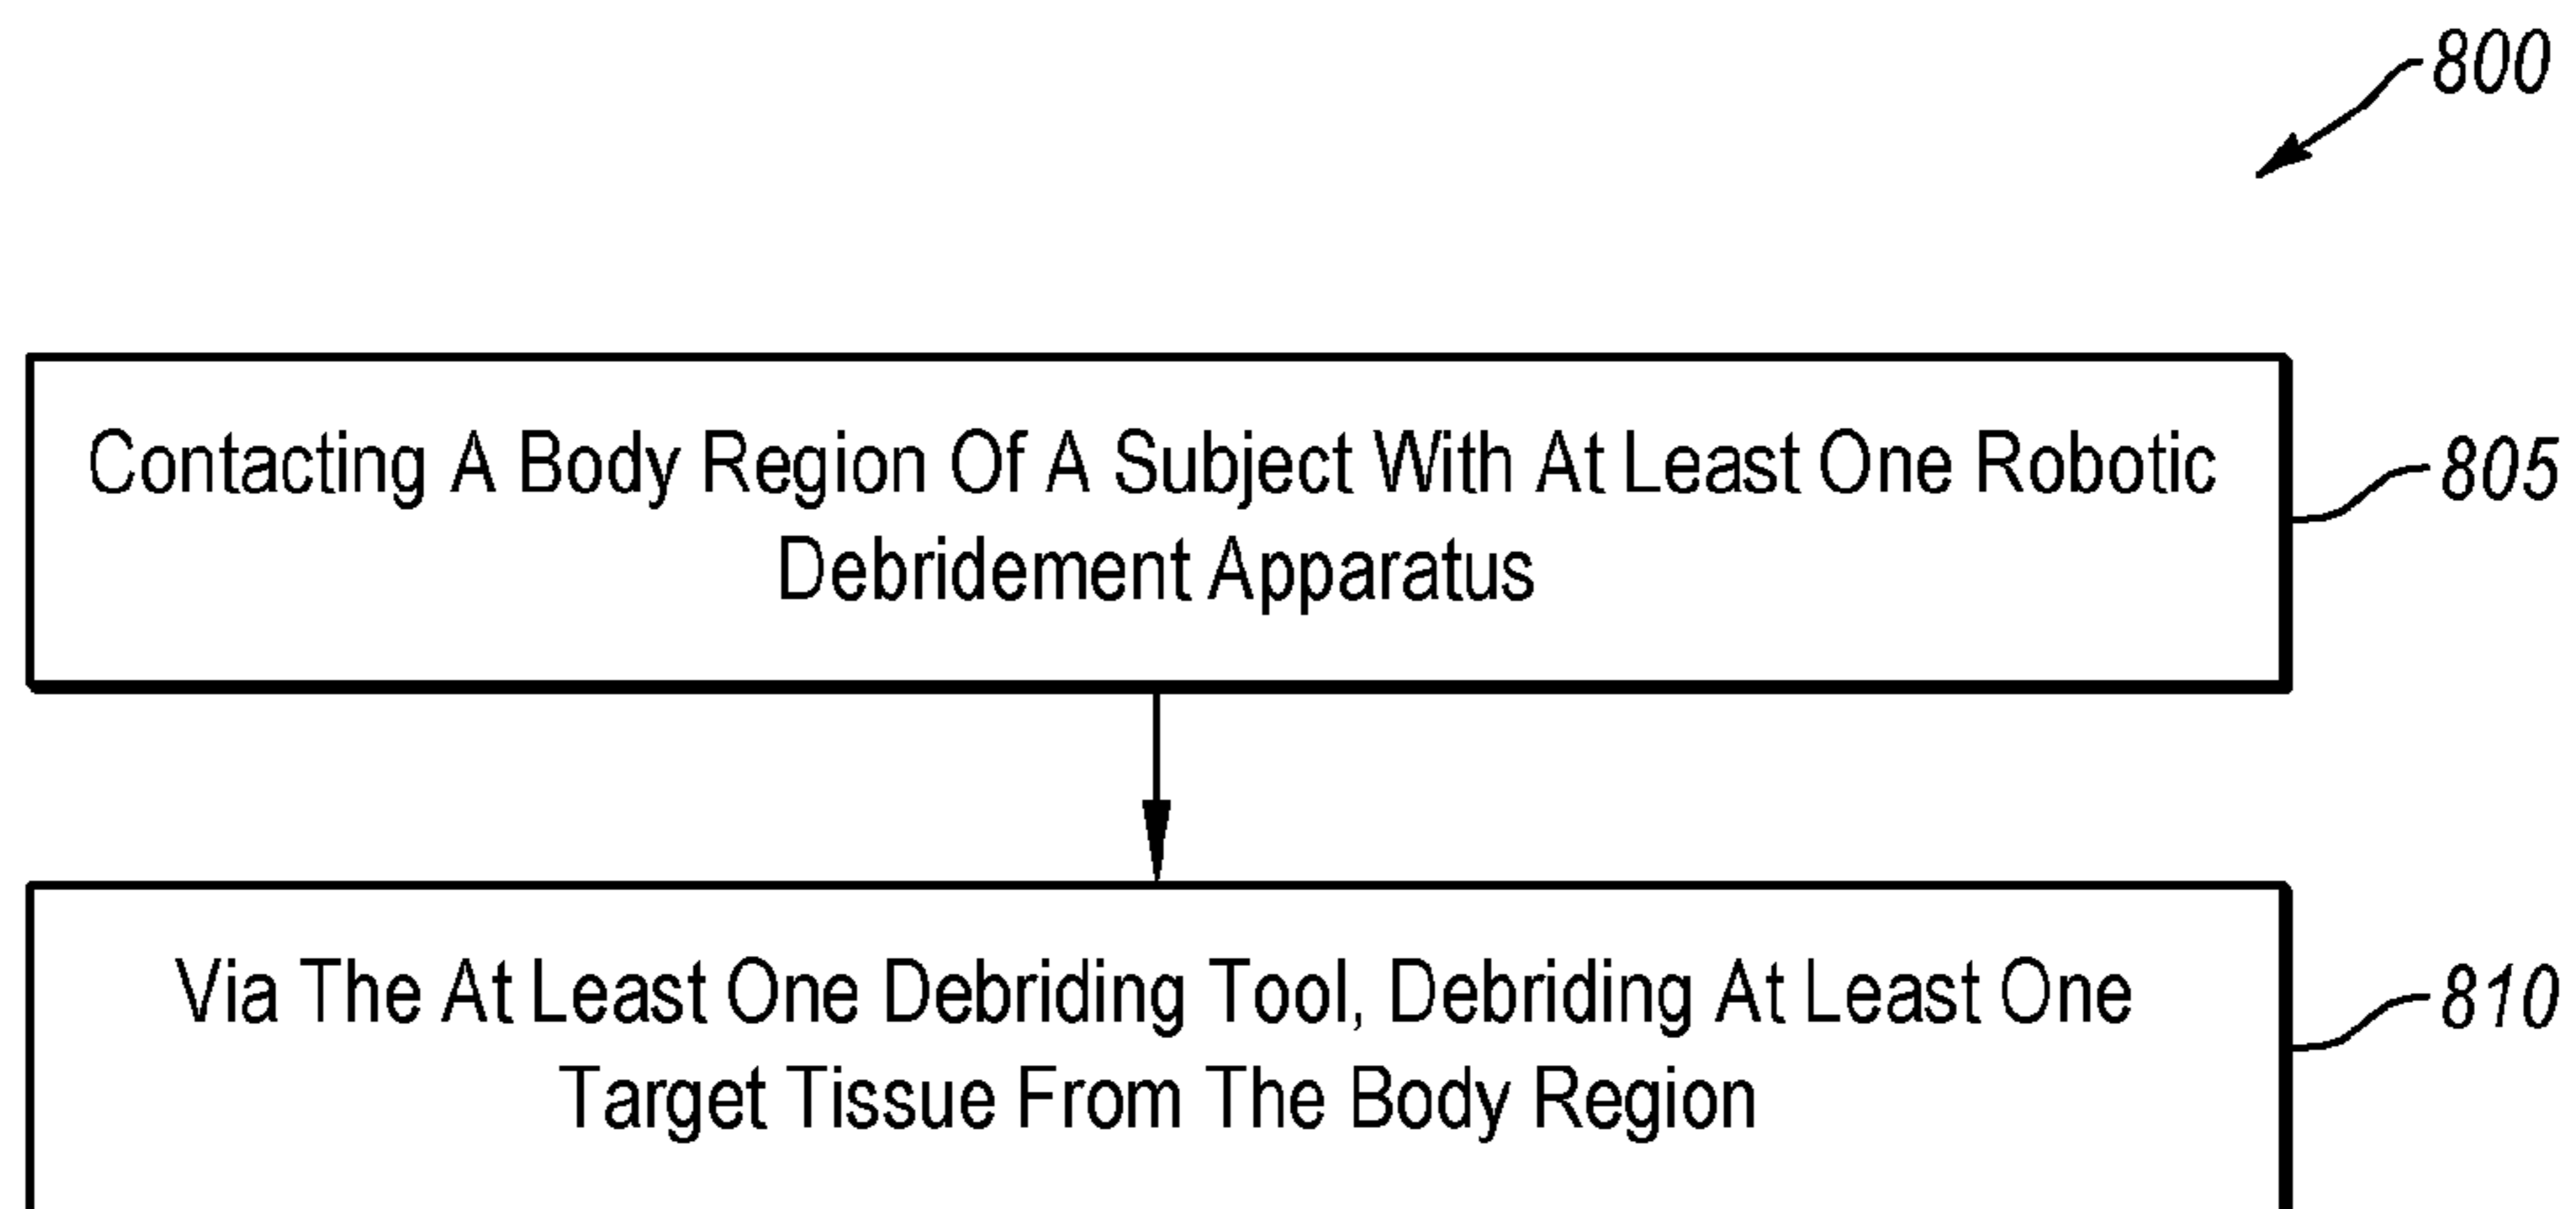 800
Contacting A Body Region Of A Subject With At Least One Robotic
Debridement Apparatus
805
Via The At Least One Debriding Tool, Debriding At Least One
Target Tissue From The Body Region
810